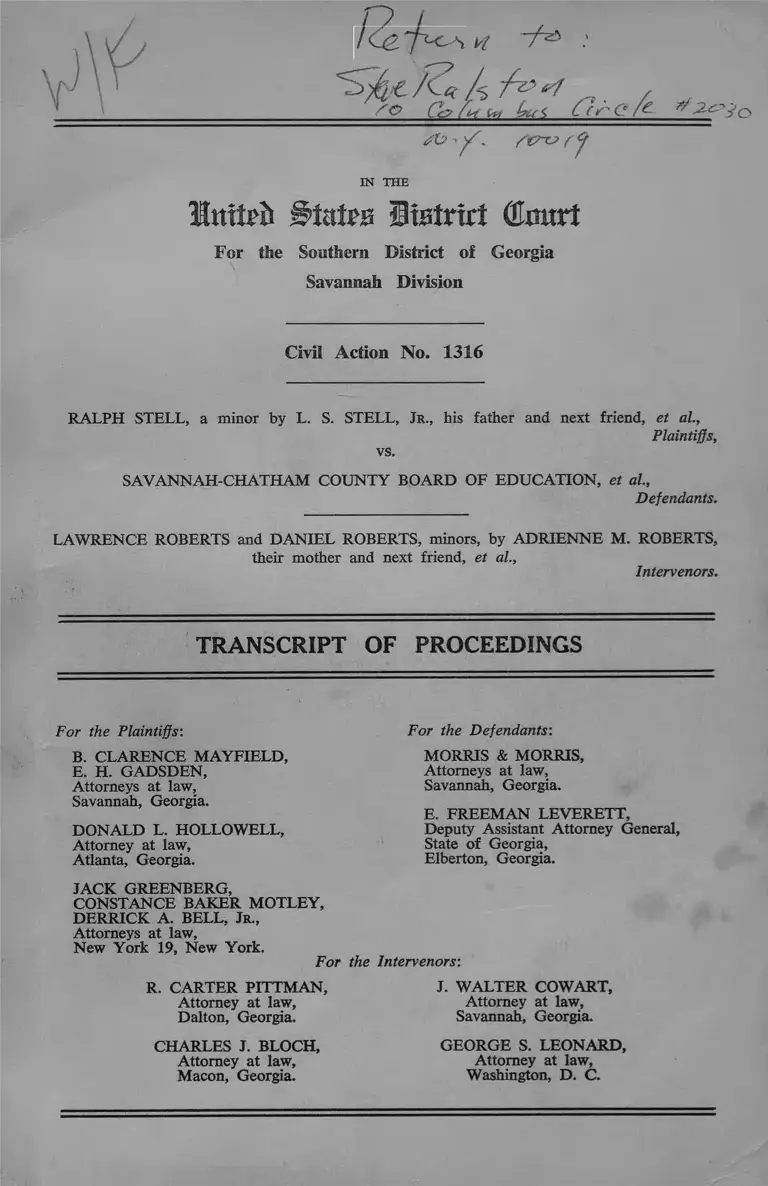 W/K
Return to:
Steve Ralston
10 Columbus Circle #2030
N.Y. 10019
IN THE
United States District Court
For the Southern District of Georgia
Savannah Division
Civil Action No. 1316
RALPH STELL, a minor by L. S. STELL, JR., his father and next friend, et al.,
Plaintiffs,
vs.
SAVANNAH-CHATHAM COUNTY BOARD OF EDUCATION, et al.,
Defendants.
LAWRENCE ROBERTS and DANIEL ROBERTS, minors, by ADRIENNE M. ROBERTS,
their mother and next friend, et al.,
Intervenors.
TRANSCRIPT OF PROCEEDINGS
For the Plaintiffs:
B. CLARENCE MAYFIELD,
E. H. GADSDEN,
Attorneys at law,
Savannah, Georgia.
DONALD L. HOLLOWELL,
Attorney at law,
Atlanta, Georgia.
JACK GREENBERG,
CONSTANCE BAKER MOTLEY,
DERRICK A. BELL, JR.,
Attorneys at law,
New York 19, New York.
For the Defendants:
MORRIS & MORRIS,
Attorneys at law,
Savannah, Georgia.
E. FREEMAN LEVERETT,
Deputy Assistant Attorney General,
State of Georgia,
Elberton, Georgia.
For the Intervenors:
R. CARTER PITTMAN,
Attorney at law,
Dalton, Georgia.
CHARLES J. BLOCH,
Attorney at law,
Macon, Georgia.
J. WALTER COWART,
Attorney at law,
Savannah, Georgia.
GEORGE S. LEONARD,
Attorney at law,
Washington, D. C.